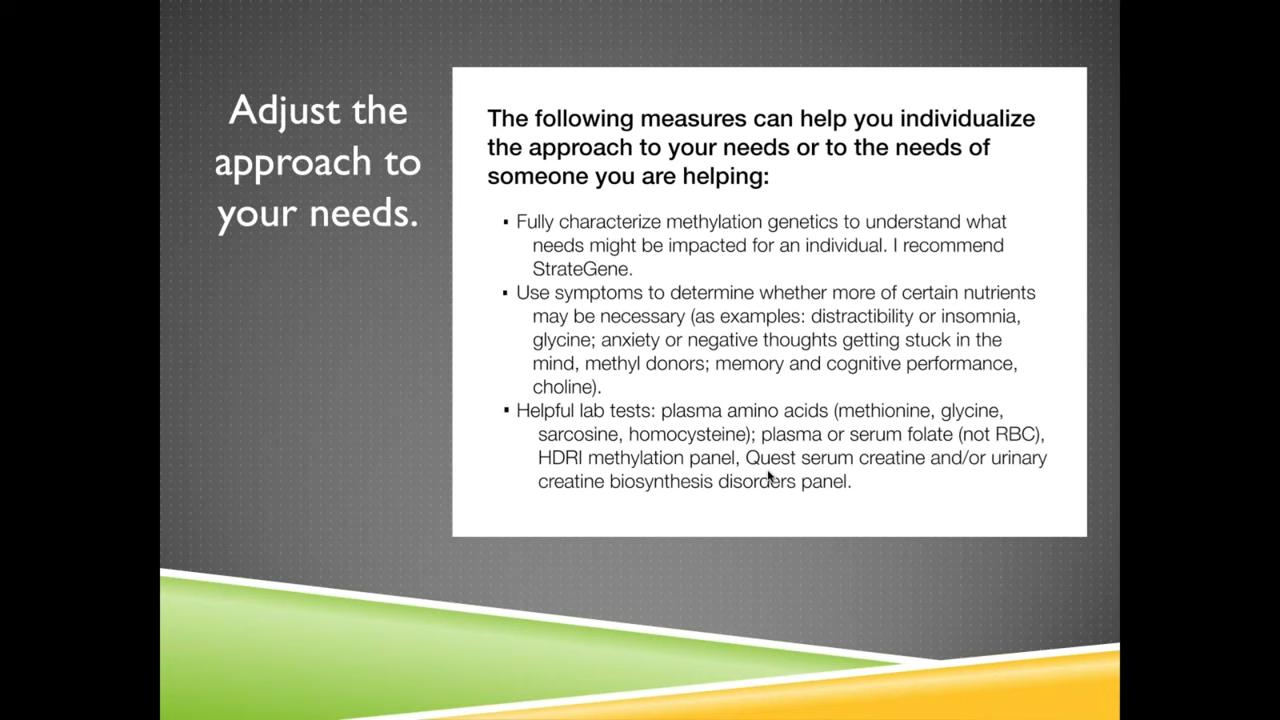 Adjust the
approach to
your needs.
The following measures can help you individualize
the approach to your needs or to the needs of
someone you are helping:
▪ Fully characterize methylation genetics to understand what
needs might be impacted for an individual. I recommend
StrateGene.
▪ Use symptoms to determine whether more of certain nutrients
may be necessary (as examples: distractibility or insomnia,
glycine; anxiety or negative thoughts getting stuck in the
mind, methyl donors; memory and cognitive performance,
choline).
▪ Helpful lab tests: plasma amino acids (methionine, glycine,
sarcosine, homocysteine); plasma or serum folate (not RBC),
HDRI methylation panel, Quest serum creatine and/or urinary
creatine biosynthesis disorders panel.